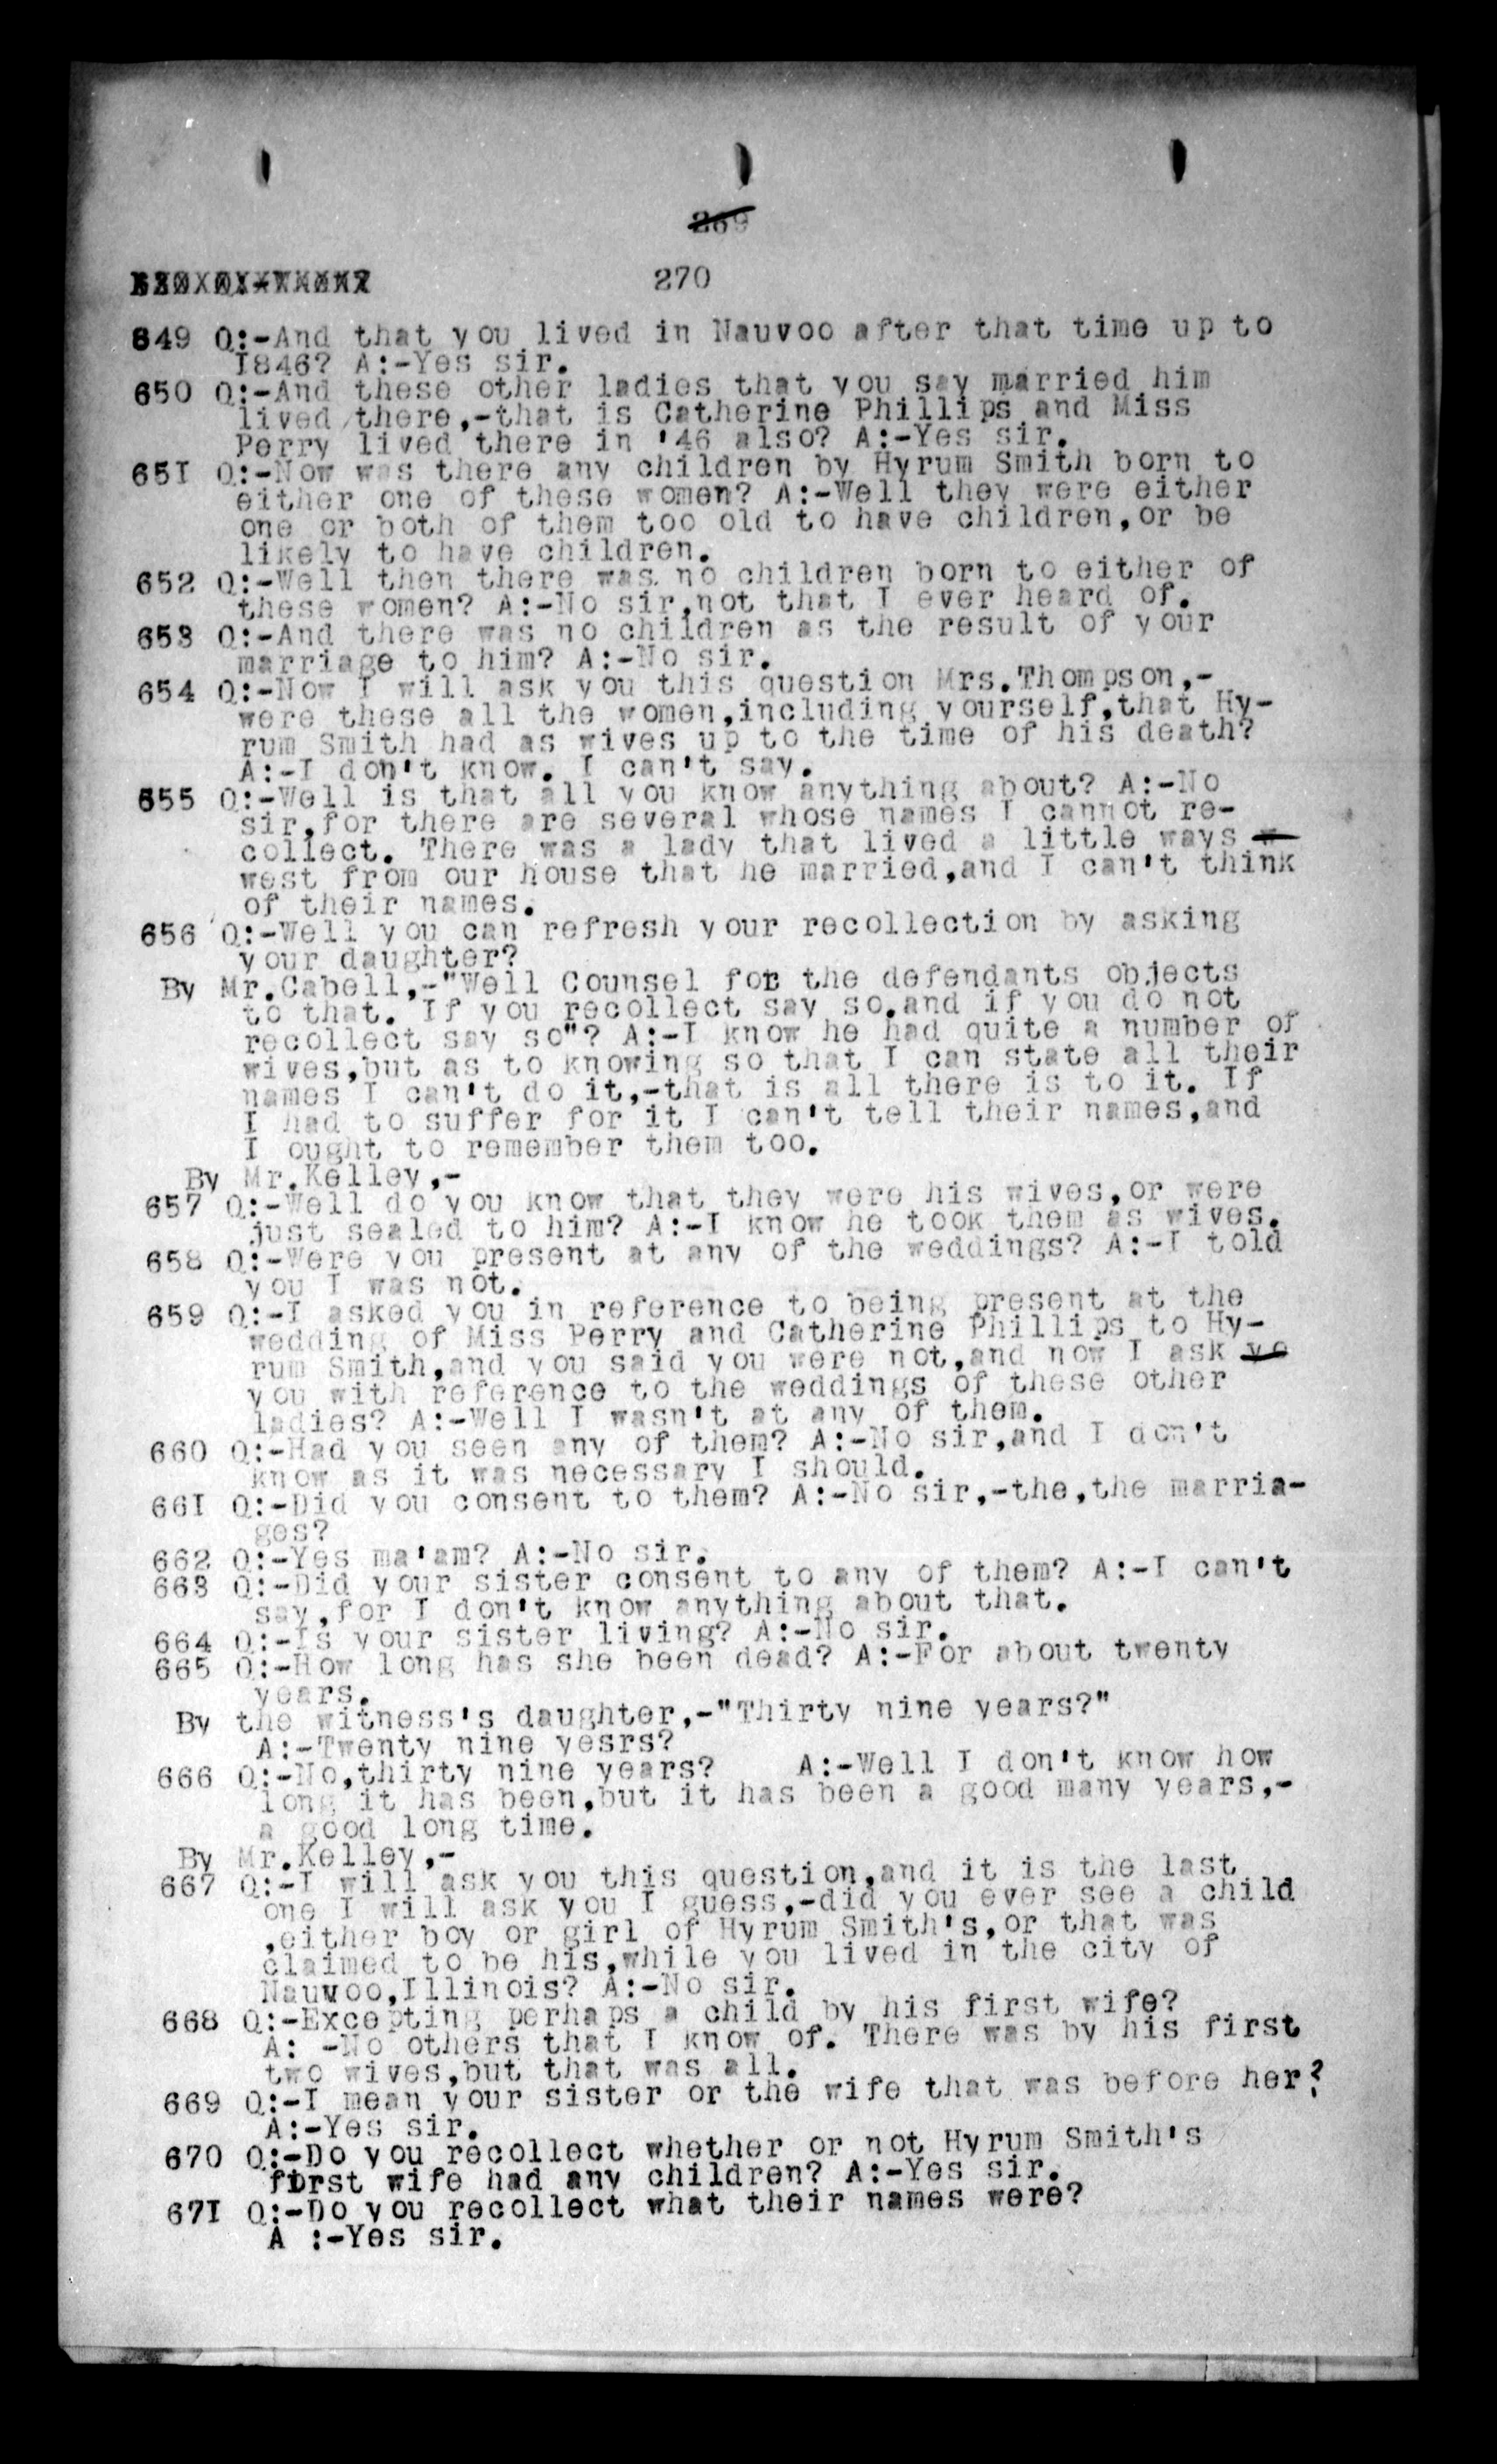 269
270
649 Q:-And that you lived in Nauvoo after that time up to
I846? A:-Yes sir.
650 Q:-And these other ladies that you say married him
lived there,-that is Catherine Phillips and Miss
Perry lived there in '46 also? A:-Yes sir.
65I Q:-Now was there any children by Hyrum Smith born to
either one of these women? A:-Well they were either
one or both of them too old to have children,or be
likely to have children.
652 Q:-Well then there was no children born to either of
these women? A:-No sir,not that I ever heard of.
653 Q:-And there was no children as the result of your
marriage to him? A:-No sir.
654 Q:-Now I will ask you this question Mrs.Thompson,-
were these all the women,including yourself,that Hy-
rum Smith had as wives up to the time of his death?
A:-I don't know. I can't say.
655 Q:-Well is that all you know anything about? A:-No
sir,for there are several whose names I cannot re-
collect. There was a lady that lived a little ways w
west from our house that he married,and I can't think
of their names.
656 Q:-Well you can refresh your recollection by asking
your daughter?
By Mr.Cabell,-"Well Counsel for the defendants objects
to that. If you recollect say so.and if you do not
recollect say so"? A:-I know he had quite a number of
wives,but as to knowing so that I can state all their
names I can't do it,-that is all there is to it. If
I had to suffer for it I can't tell their names,and
I ought to remember them too.
By Mr.Kelley,-
657 Q:-Well do you know that they were his wives,or were
just sealed to him? A:-I know he took them as wives.
658 Q:-Were you present at any of the weddings? A:-I told
you I was not.
659 Q:-I asked you in reference to being present at the
wedding of Miss Perry and Catherine Phillips to Hy-
rum Smith,and you said you were not,and now I ask yo
you with reference to the weddings of these other
ladies? A:-Well I wasn't at any of them.
660 Q:-Had you seen any of them? A:-No sir,and I don't
know as it was necessary I should.
66I Q:-Did you consent to them? A:-No sir,-the,the marria-
ges?
662 Q:-Yes ma'am? A:-No sir.
663 Q:-Did your sister consent to any of them? A:-I can't
say,for I don't know anything about that.
664 Q:-Is your sister living? A:-No sir.
665 Q:-How long has she been dead? A:-For about twenty
years.
By the witness's daughter,-"Thirty nine years?"
A:-Twenty nine yesrs?
666 Q:-No,thirty nine years? A:-Well I don't know how
long it has been,but it has been a good many years,-
a good long time.
By Mr.Kelley,-
667 Q:-I will ask you this question,and it is the last
one I will ask you I guess,-did you ever see a child
,either boy or girl of Hyrum Smith's,or that was
claimed to be his,while you lived in the city of
Nauvoo,Illinois? A:-No sir.
668 Q:-Excepting perhaps a child by his first wife?
A: -No others that I know of. There was by his first
two wives,but that was all.
669 Q:-I mean your sister or the wife that was before her?
A:-Yes sir.
670 Q:-Do you recollect whether or not Hyrum Smith's
first wife had any children? A:-Yes sir.
67I Q:-Do you recollect what their names were?
A :-Yes sir.